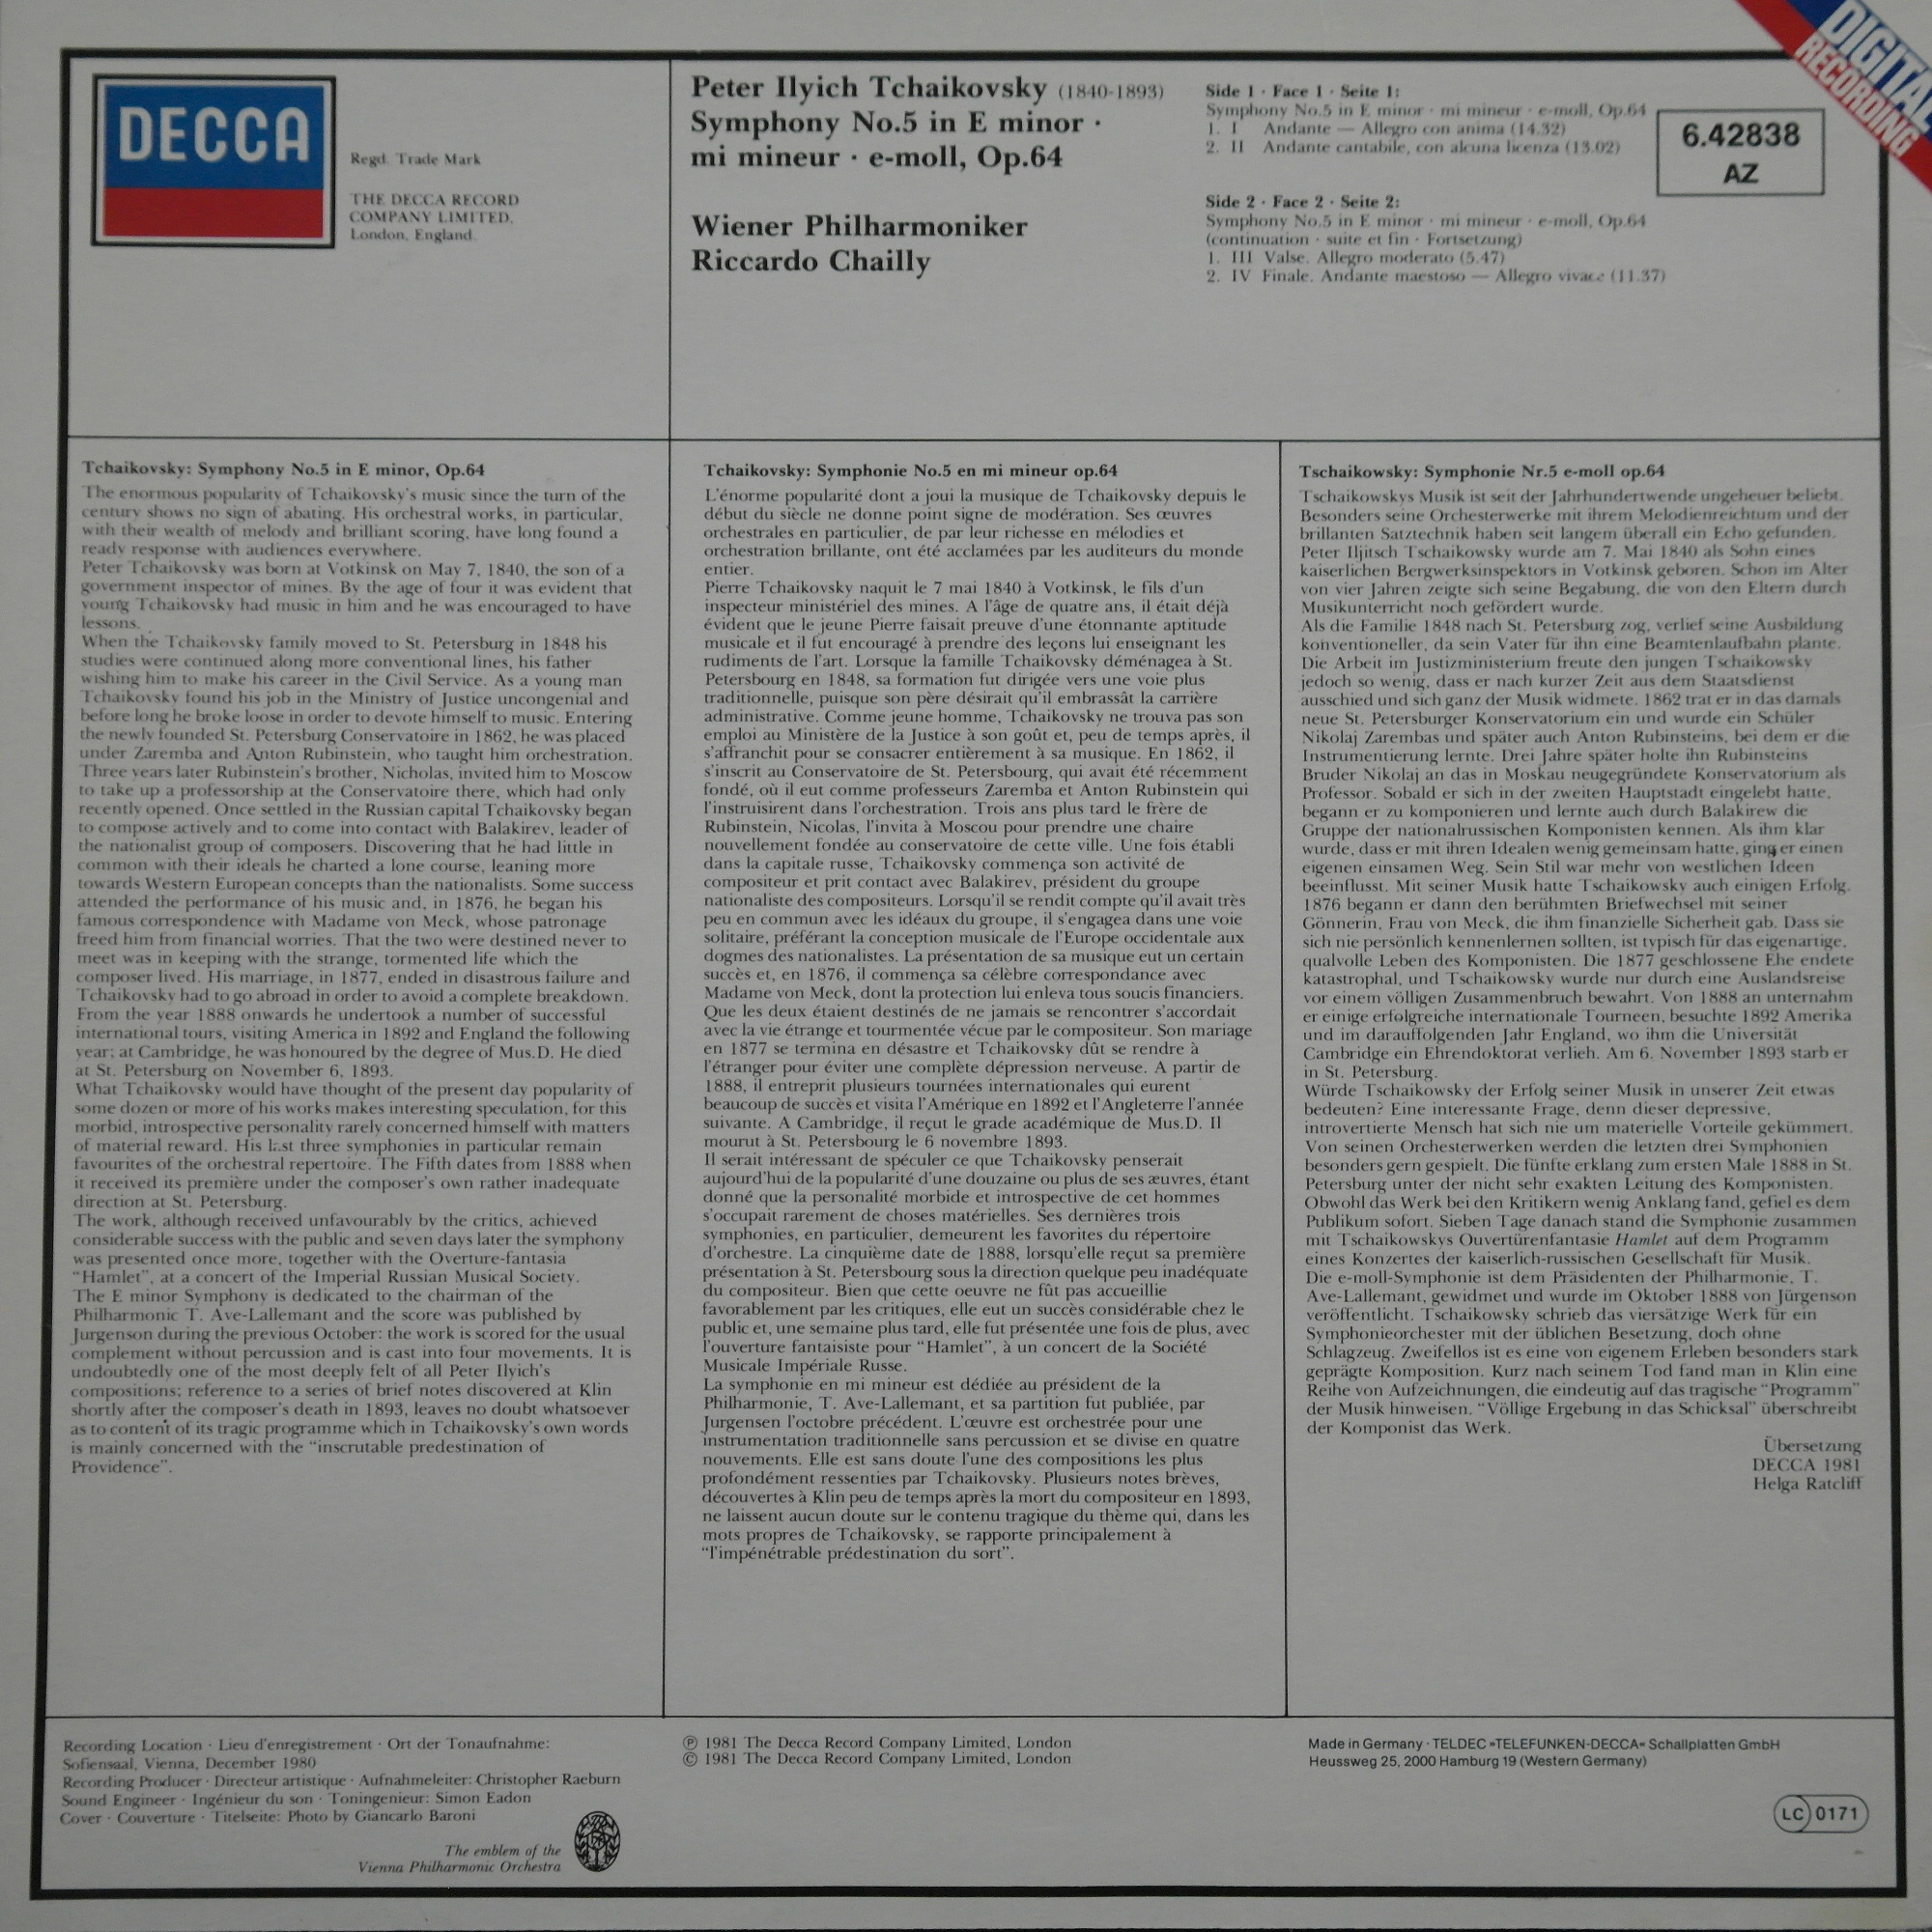 DIGITAL
RECORDING
DECCA
Regd. Trade Mark
THE DECCA RECORD
COMPANY LIMITED,
London, England.
Peter Ilyich Tchaikovsky (1840-1893)
Symphony No.5 in E minor ·
mi mineur · e-moll, Op.64
Wiener Philharmoniker
Riccardo Chailly
Side 1 · Face 1 · Seite 1:
Symphony No.5 in E minor · mi mineur · e-moll, Op.64
1. I Andante — Allegro con anima (14.32)
2. II Andante cantabile, con alcuna licenza (13.02)
Side 2 · Face 2 · Seite 2:
Symphony No.5 in E minor · mi mineur · e-moll, Op.64
(continuation · suite et fin · Fortsetzung)
1. III Valse. Allegro moderato (5.47)
2. IV Finale. Andante maestoso — Allegro vivace (11.37)
6.42838
AZ
Tchaikovsky: Symphony No.5 in E minor, Op.64
The enormous popularity of Tchaikovsky's music since the turn of the
century shows no sign of abating. His orchestral works, in particular,
with their wealth of melody and brilliant scoring, have long found a
ready response with audiences everywhere.
Peter Tchaikovsky was born at Votkinsk on May 7, 1840, the son of a
government inspector of mines. By the age of four it was evident that
young Tchaikovsky had music in him and he was encouraged to have
lessons.
When the Tchaikovsky family moved to St. Petersburg in 1848 his
studies were continued along more conventional lines, his father
wishing him to make his career in the Civil Service. As a young man
Tchaikovsky found his job in the Ministry of Justice uncongenial and
before long he broke loose in order to devote himself to music. Entering
the newly founded St. Petersburg Conservatoire in 1862, he was placed
under Zaremba and Anton Rubinstein, who taught him orchestration.
Three years later Rubinstein's brother, Nicholas, invited him to Moscow
to take up a professorship at the Conservatoire there, which had only
recently opened. Once settled in the Russian capital Tchaikovsky began
to compose actively and to come into contact with Balakirev, leader of
the nationalist group of composers. Discovering that he had little in
common with their ideals he charted a lone course, leaning more
towards Western European concepts than the nationalists. Some success
attended the performance of his music and, in 1876, he began his
famous correspondence with Madame von Meck, whose patronage
freed him from financial worries. That the two were destined never to
meet was in keeping with the strange, tormented life which the
composer lived. His marriage, in 1877, ended in disastrous failure and
Tchaikovsky had to go abroad in order to avoid a complete breakdown.
From the year 1888 onwards he undertook a number of successful
international tours, visiting America in 1892 and England the following
year; at Cambridge, he was honoured by the degree of Mus.D. He died
at St. Petersburg on November 6, 1893.
What Tchaikovsky would have thought of the present day popularity of
some dozen or more of his works makes interesting speculation, for this
morbid, introspective personality rarely concerned himself with matters
of material reward. His last three symphonies in particular remain
favourites of the orchestral repertoire. The Fifth dates from 1888 when
it received its première under the composer's own rather inadequate
direction at St. Petersburg.
The work, although received unfavourably by the critics, achieved
considerable success with the public and seven days later the symphony
was presented once more, together with the Overture-fantasia
“Hamlet”, at a concert of the Imperial Russian Musical Society.
The E minor Symphony is dedicated to the chairman of the
Philharmonic T. Ave-Lallemant and the score was published by
Jurgenson during the previous October: the work is scored for the usual
complement without percussion and is cast into four movements. It is
undoubtedly one of the most deeply felt of all Peter Ilyich's
compositions; reference to a series of brief notes discovered at Klin
shortly after the composer's death in 1893, leaves no doubt whatsoever
as to content of its tragic programme which in Tchaikovsky's own words
is mainly concerned with the “inscrutable predestination of
Providence”.
Tchaikovsky: Symphonie No.5 en mi mineur op.64
L'énorme popularité dont a joui la musique de Tchaikovsky depuis le
début du siècle ne donne point signe de modération. Ses œuvres
orchestrales en particulier, de par leur richesse en mélodies et
orchestration brillante, ont été acclamées par les auditeurs du monde
entier.
Pierre Tchaikovsky naquit le 7 mai 1840 à Votkinsk, le fils d'un
inspecteur ministériel des mines. A l'âge de quatre ans, il était déjà
évident que le jeune Pierre faisait preuve d'une étonnante aptitude
musicale et il fut encouragé à prendre des leçons lui enseignant les
rudiments de l'art. Lorsque la famille Tchaikovsky déménagea à St.
Petersbourg en 1848, sa formation fut dirigée vers une voie plus
traditionnelle, puisque son père désirait qu'il embrassât la carrière
administrative. Comme jeune homme, Tchaikovsky ne trouva pas son
emploi au Ministère de la Justice à son goût et, peu de temps après, il
s'affranchit pour se consacrer entièrement à sa musique. En 1862, il
s'inscrit au Conservatoire de St. Petersbourg, qui avait été récemment
fondé, où il eut comme professeurs Zaremba et Anton Rubinstein qui
l'instruisirent dans l'orchestration. Trois ans plus tard le frère de
Rubinstein, Nicolas, l'invita à Moscou pour prendre une chaire
nouvellement fondée au conservatoire de cette ville. Une fois établi
dans la capitale russe, Tchaikovsky commença son activité de
compositeur et prit contact avec Balakirev, président du groupe
nationaliste des compositeurs. Lorsqu'il se rendit compte qu'il avait très
peu en commun avec les idéaux du groupe, il s'engagea dans une voie
solitaire, préférant la conception musicale de l'Europe occidentale aux
dogmes des nationalistes. La présentation de sa musique eut un certain
succès et, en 1876, il commença sa célèbre correspondance avec
Madame von Meck, dont la protection lui enleva tous soucis financiers.
Que les deux étaient destinés de ne jamais se rencontrer s'accordait
avec la vie étrange et tourmentée vécue par le compositeur. Son mariage
en 1877 se termina en désastre et Tchaikovsky dût se rendre à
l'étranger pour éviter une complète dépression nerveuse. A partir de
1888, il entreprit plusieurs tournées internationales qui eurent
beaucoup de succès et visita l'Amérique en 1892 et l'Angleterre l'année
suivante. A Cambridge, il reçut le grade académique de Mus.D. Il
mourut à St. Petersbourg le 6 novembre 1893.
Il serait intéressant de spéculer ce que Tchaikovsky penserait
aujourd'hui de la popularité d'une douzaine ou plus de ses æuvres, étant
donné que la personalité morbide et introspective de cet hommes
s'occupait rarement de choses matérielles. Ses dernières trois
symphonies, en particulier, demeurent les favorites du répertoire
d'orchestre. La cinquième date de 1888, lorsqu'elle reçut sa première
présentation à St. Petersbourg sous la direction quelque peu inadéquate
du compositeur. Bien que cette oeuvre ne fût pas accueillie
favorablement par les critiques, elle eut un succès considérable chez le
public et, une semaine plus tard, elle fut présentée une fois de plus, avec
l'ouverture fantaisiste pour “Hamlet”, à un concert de la Société
Musicale Impériale Russe.
La symphonie en mi mineur est dédiée au président de la
Philharmonie, T. Ave-Lallemant, et sa partition fut publiée, par
Jurgensen l'octobre précédent. L'œuvre est orchestrée pour une
instrumentation traditionnelle sans percussion et se divise en quatre
nouvements. Elle est sans doute l'une des compositions les plus
profondément ressenties par Tchaikovsky. Plusieurs notes brèves,
découvertes à Klin peu de temps après la mort du compositeur en 1893,
ne laissent aucun doute sur le contenu tragique du thème qui, dans les
mots propres de Tchaikovsky, se rapporte principalement à
“l'impénétrable prédestination du sort”.
Tschaikowsky: Symphonie Nr.5 e-moll op.64
Tschaikowskys Musik ist seit der Jahrhundertwende ungeheuer beliebt.
Besonders seine Orchesterwerke mit ihrem Melodienreichtum und der
brillanten Satztechnik haben seit langem überall ein Echo gefunden.
Peter Iljitsch Tschaikowsky wurde am 7. Mai 1840 als Sohn eines
kaiserlichen Bergwerksinspektors in Votkinsk geboren. Schon im Alter
von vier Jahren zeigte sich seine Begabung, die von den Eltern durch
Musikunterricht noch gefördert wurde.
Als die Familie 1848 nach St. Petersburg zog, verlief seine Ausbildung
konventioneller, da sein Vater für ihn eine Beamtenlaufbahn plante.
Die Arbeit im Justizministerium freute den jungen Tschaikowsky
jedoch so wenig, dass er nach kurzer Zeit aus dem Staatsdienst
ausschied und sich ganz der Musik widmete. 1862 trat er in das damals
neue St. Petersburger Konservatorium ein und wurde ein Schüler
Nikolaj Zarembas und später auch Anton Rubinsteins, bei dem er die
Instrumentierung lernte. Drei Jahre später holte ihn Rubinsteins
Bruder Nikolaj an das in Moskau neugegründete Konservatorium als
Professor. Sobald er sich in der zweiten Hauptstadt eingelebt hatte,
begann er zu komponieren und lernte auch durch Balakirew die
Gruppe der nationalrussischen Komponisten kennen. Als ihm klar
wurde, dass er mit ihren Idealen wenig gemeinsam hatte, ging er einen
eigenen einsamen Weg. Sein Stil war mehr von westlichen Ideen
beeinflusst. Mit seiner Musik hatte Tschaikowsky auch einigen Erfolg.
1876 begann er dann den berühmten Briefwechsel mit seiner
Gönnerin, Frau von Meck, die ihm finanzielle Sicherheit gab. Dass sie
sich nie persönlich kennenlernen sollten, ist typisch für das eigenartige,
qualvolle Leben des Komponisten. Die 1877 geschlossene Ehe endete
katastrophal, und Tschaikowsky wurde nur durch eine Auslandsreise
vor einem völligen Zusammenbruch bewahrt. Von 1888 an unternahm
er einige erfolgreiche internationale Tourneen, besuchte 1892 Amerika
und im darauffolgenden Jahr England, wo ihm die Universität
Cambridge ein Ehrendoktorat verlieh. Am 6. November 1893 starb er
in St. Petersburg.
Würde Tschaikowsky der Erfolg seiner Musik in unserer Zeit etwas
bedeuten? Eine interessante Frage, denn dieser depressive,
introvertierte Mensch hat sich nie um materielle Vorteile gekümmert.
Von seinen Orchesterwerken werden die letzten drei Symphonien
besonders gern gespielt. Die fünfte erklang zum ersten Male 1888 in St.
Petersburg unter der nicht sehr exakten Leitung des Komponisten.
Obwohl das Werk bei den Kritikern wenig Anklang fand, gefiel es dem
Publikum sofort. Sieben Tage danach stand die Symphonie zusammen
mit Tschaikowskys Ouvertürenfantasie Hamlet auf dem Programm
eines Konzertes der kaiserlich-russischen Gesellschaft für Musik.
Die e-moll-Symphonie ist dem Präsidenten der Philharmonie, T.
Ave-Lallemant, gewidmet und wurde im Oktober 1888 von Jürgenson
veröffentlicht. Tschaikowsky schrieb das viersätzige Werk für ein
Symphonieorchester mit der üblichen Besetzung, doch ohne
Schlagzeug. Zweifellos ist es eine von eigenem Erleben besonders stark
geprägte Komposition. Kurz nach seinem Tod fand man in Klin eine
Reihe von Aufzeichnungen, die eindeutig auf das tragische “Programm”
der Musik hinweisen. “Völlige Ergebung in das Schicksal” überschreibt
der Komponist das Werk.
Übersetzung
DECCA 1981
Helga Ratcliff
Recording Location · Lieu d'enregistrement · Ort der Tonaufnahme:
Sofiensaal, Vienna, December 1980
Recording Producer · Directeur artistique · Aufnahmeleiter: Christopher Raeburn
Sound Engineer · Ingénieur du son · Toningenieur: Simon Eadon
Cover · Couverture · Titelseite: Photo by Giancarlo Baroni
The emblem of the
Vienna Philharmonic Orchestra
℗ 1981 The Decca Record Company Limited, London
© 1981 The Decca Record Company Limited, London
Made in Germany · TELDEC »TELEFUNKEN-DECCA« Schallplatten GmbH
Heussweg 25, 2000 Hamburg 19 (Western Germany)
LC 0171